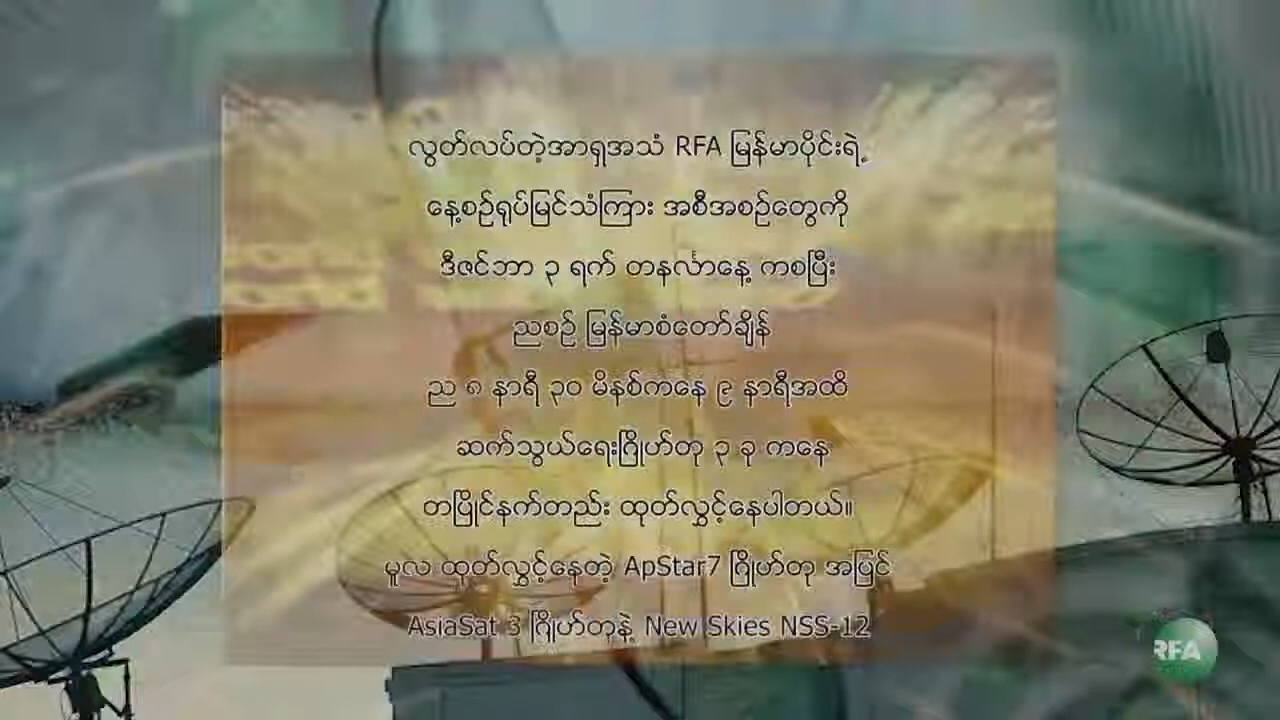 လွတ်လပ်တဲ့အာရှအသံ RFA မြန်မာပိုင်းရဲ့
နေ့စဉ်ရုပ်မြင်သံကြား အစီအစဉ်တွေကို
ဒီဇင်ဘာ ၃ ရက် တနင်္လာနေ့ ကစပြီး
ညစဉ် မြန်မာစံတော်ချိန်
ည ၈ နာရီ ၃၀ မိနစ်ကနေ ၉ နာရီအထိ
ဆက်သွယ်ရေးဂြိုဟ်တု ၃ ခု ကနေ
တပြိုင်နက်တည်း ထုတ်လွှင့်နေပါတယ်။
မူလ ထုတ်လွှင့်နေတဲ့ ApStar7 ဂြိုဟ်တု အပြင်
AsiaSat 3 ဂြိုဟ်တုနဲ့ New Skies NSS-12
RFA